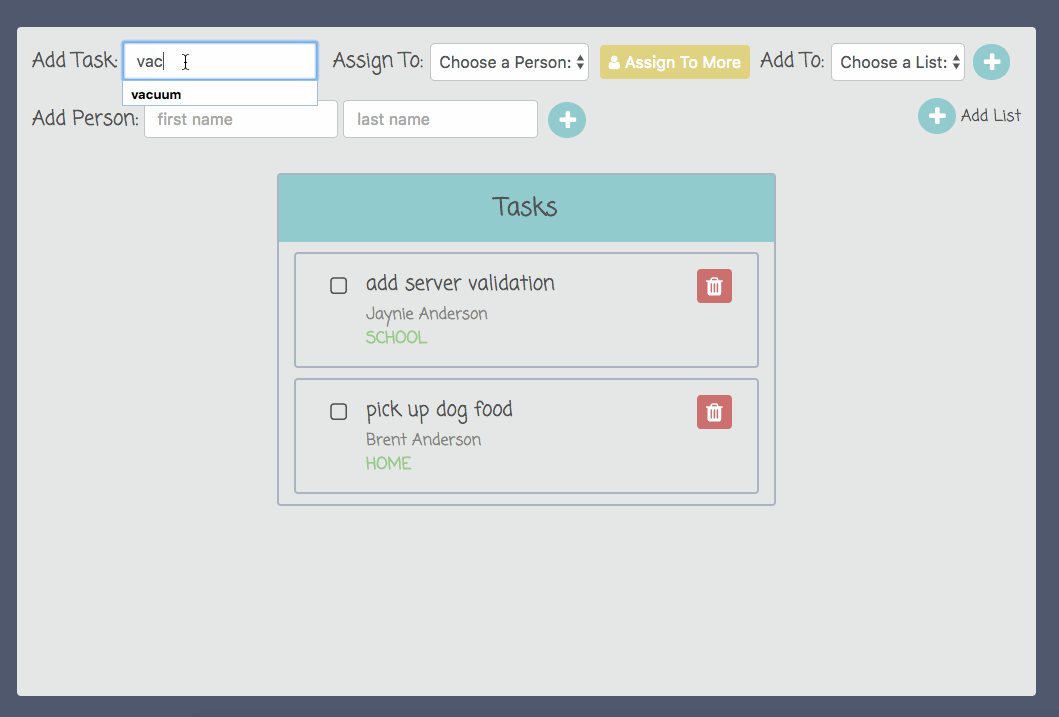 Add Task: vac Assign To: Choose a Person: Assign To More Add To: Choose a List:
vacuum
Add Person: first name last name Add List
Tasks
add server validation
Jaynie Anderson
SCHOOL
pick up dog food
Brent Anderson
HOME